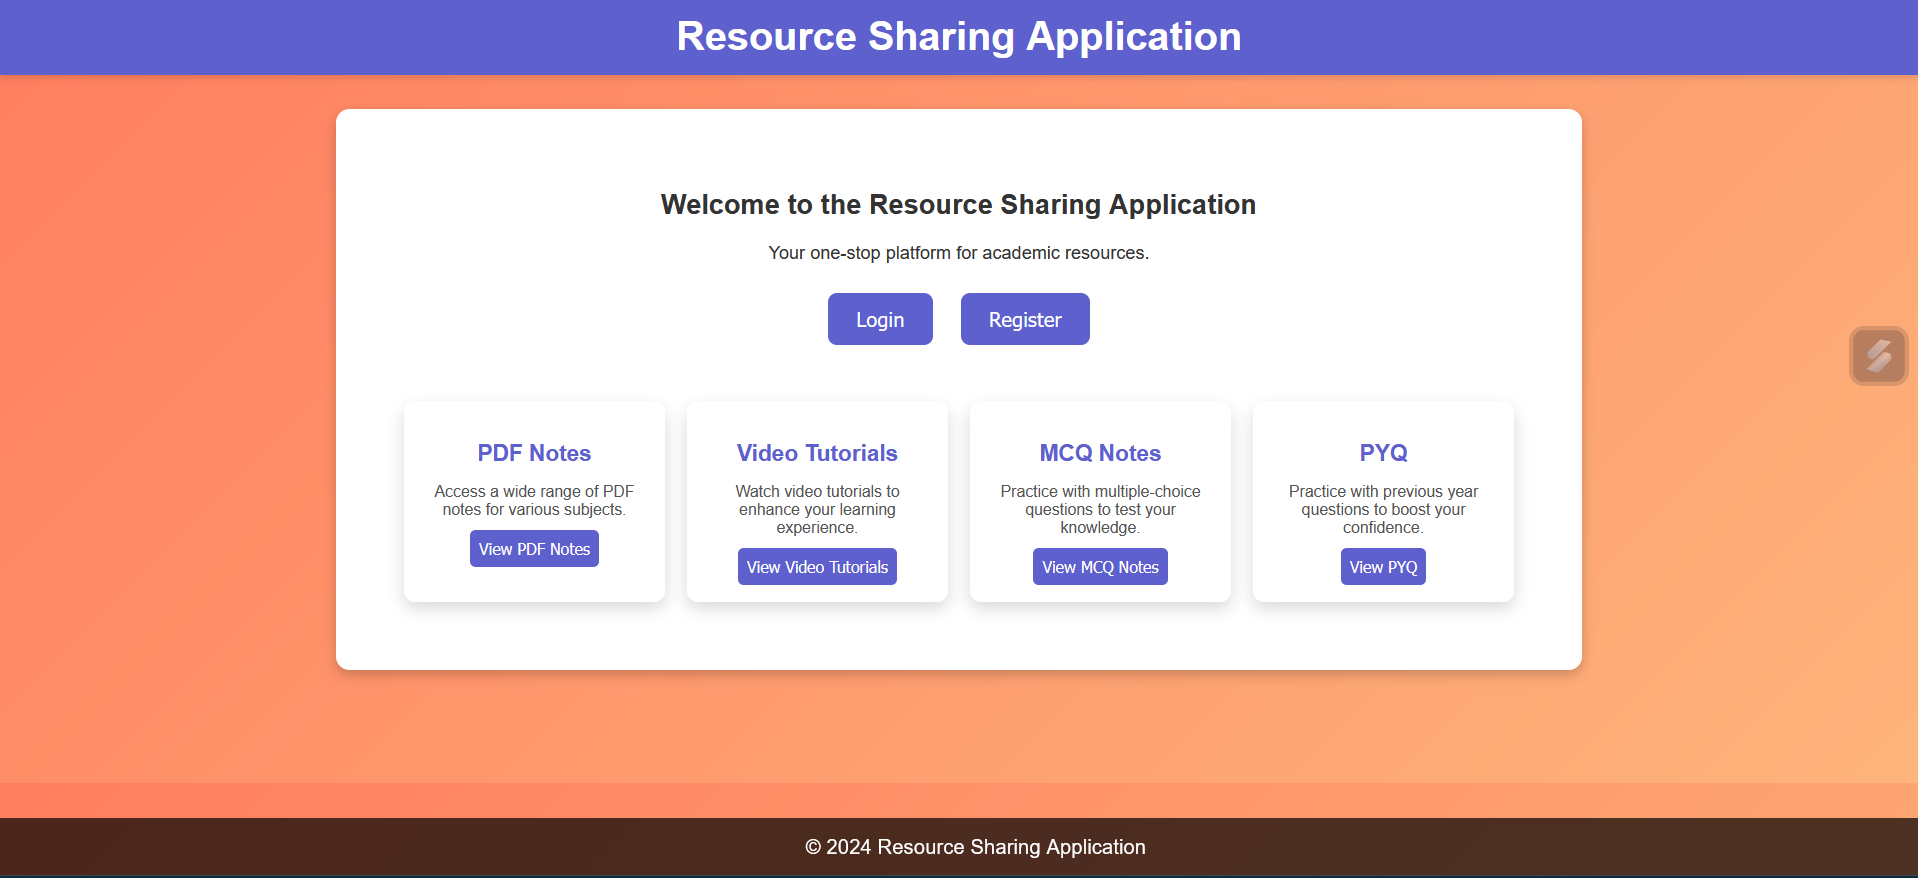 Resource Sharing Application
Welcome to the Resource Sharing Application
Your one-stop platform for academic resources.
Login
Register
PDF Notes
Access a wide range of PDF
notes for various subjects.
View PDF Notes
Video Tutorials
Watch video tutorials to
enhance your learning
experience.
View Video Tutorials
MCQ Notes
Practice with multiple-choice
questions to test your
knowledge.
View MCQ Notes
PYQ
Practice with previous year
questions to boost your
confidence.
View PYQ
© 2024 Resource Sharing Application